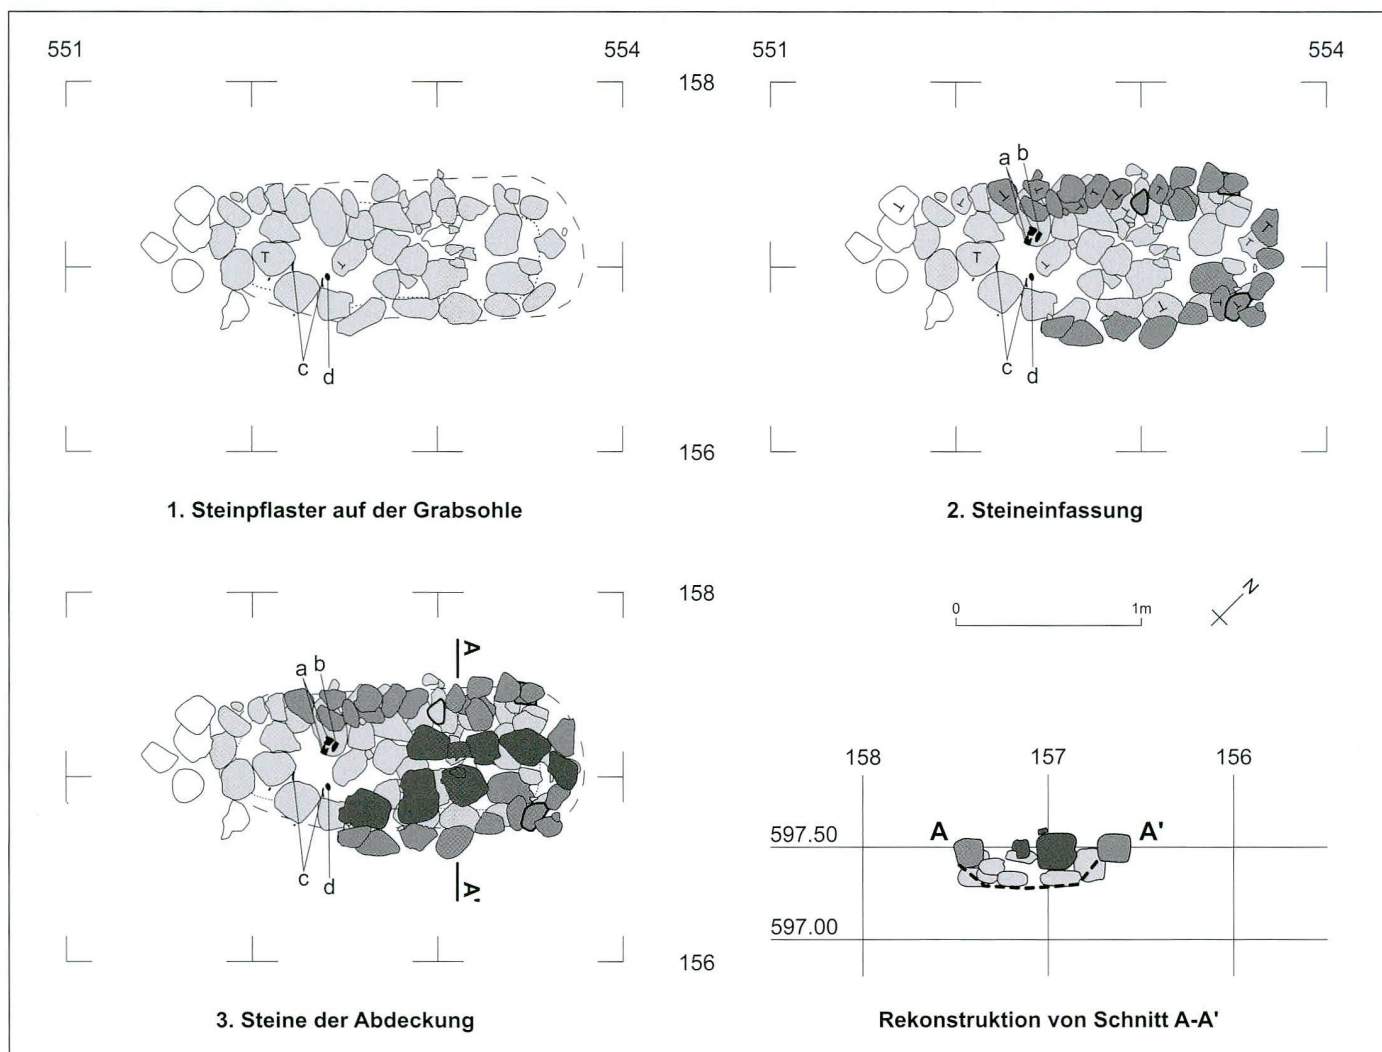 551 554 551 554
158
a b
T T T
c d c d
156
1. Steinpflaster auf der Grabsohle 2. Steineinfassung
158
A
N
0 1m
a b
c d
A'
158 157 156
A A'
597.50
597.00
156
3. Steine der Abdeckung Rekonstruktion von Schnitt A-A'